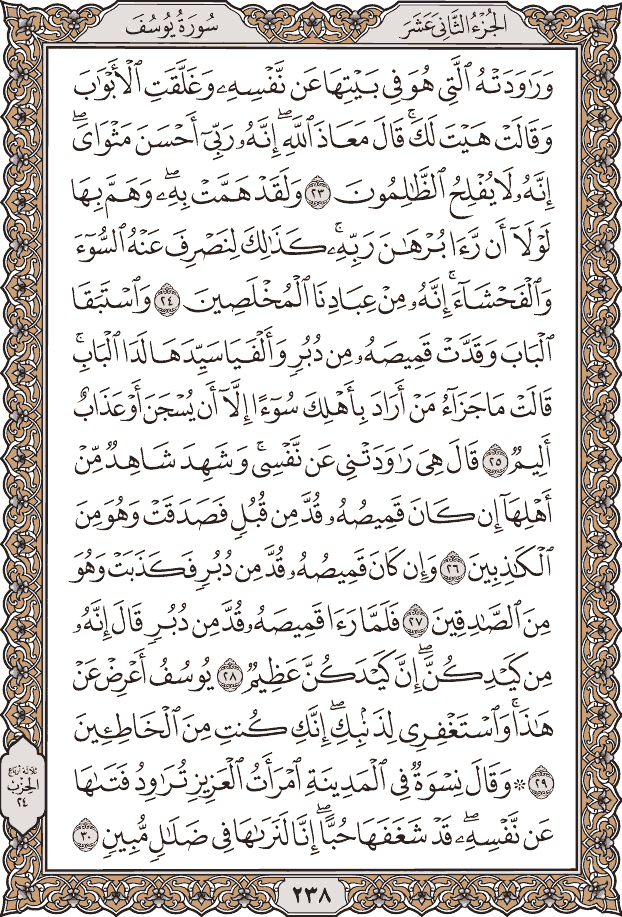 الجُزْءُ الثَّانِي عَشَرَ
سُورَةُ يُوسُفَ
وَرَٰوَدَتْهُ ٱلَّتِي هُوَ فِي بَيْتِهَا عَن نَّفْسِهِۦ وَغَلَّقَتِ ٱلْأَبْوَٰبَ
وَقَالَتْ هَيْتَ لَكَۚ قَالَ مَعَاذَ ٱللَّهِۖ إِنَّهُۥ رَبِّيٓ أَحْسَنَ مَثْوَايَۖ
إِنَّهُۥ لَا يُفْلِحُ ٱلظَّٰلِمُونَ ٢٣ وَلَقَدْ هَمَّتْ بِهِۦۖ وَهَمَّ بِهَا
لَوْلَآ أَن رَّءَا بُرْهَٰنَ رَبِّهِۦۚ كَذَٰلِكَ لِنَصْرِفَ عَنْهُ ٱلسُّوٓءَ
وَٱلْفَحْشَآءَۚ إِنَّهُۥ مِنْ عِبَادِنَا ٱلْمُخْلَصِينَ ٢٤ وَٱسْتَبَقَا
ٱلْبَابَ وَقَدَّتْ قَمِيصَهُۥ مِن دُبُرٍ وَأَلْفَيَا سَيِّدَهَا لَدَا ٱلْبَابِۚ
قَالَتْ مَا جَزَآءُ مَنْ أَرَادَ بِأَهْلِكَ سُوٓءًا إِلَّآ أَن يُسْجَنَ أَوْ عَذَابٌ
أَلِيمٌ ٢٥ قَالَ هِيَ رَٰوَدَتْنِي عَن نَّفْسِيۚ وَشَهِدَ شَاهِدٌ مِّنْ
أَهْلِهَآ إِن كَانَ قَمِيصُهُۥ قُدَّ مِن قُبُلٍ فَصَدَقَتْ وَهُوَ مِنَ
ٱلْكَٰذِبِينَ ٢٦ وَإِن كَانَ قَمِيصُهُۥ قُدَّ مِن دُبُرٍ فَكَذَبَتْ وَهُوَ
مِنَ ٱلصَّٰدِقِينَ ٢٧ فَلَمَّا رَءَا قَمِيصَهُۥ قُدَّ مِن دُبُرٍ قَالَ إِنَّهُۥ
مِن كَيْدِكُنَّۖ إِنَّ كَيْدَكُنَّ عَظِيمٌ ٢٨ يُوسُفُ أَعْرِضْ عَنْ
هَٰذَاۚ وَٱسْتَغْفِرِي لِذَنۢبِكِۖ إِنَّكِ كُنتِ مِنَ ٱلْخَاطِـِٔينَ
٢٩ ۞ وَقَالَ نِسْوَةٌ فِي ٱلْمَدِينَةِ ٱمْرَأَتُ ٱلْعَزِيزِ تُرَٰوِدُ فَتَىٰهَا
عَن نَّفْسِهِۦۖ قَدْ شَغَفَهَا حُبًّاۖ إِنَّا لَنَرَىٰهَا فِي ضَلَٰلٍ مُّبِينٍ ٣٠
ثلاثة أرباع
الحزب
٢٤
٢٣٨